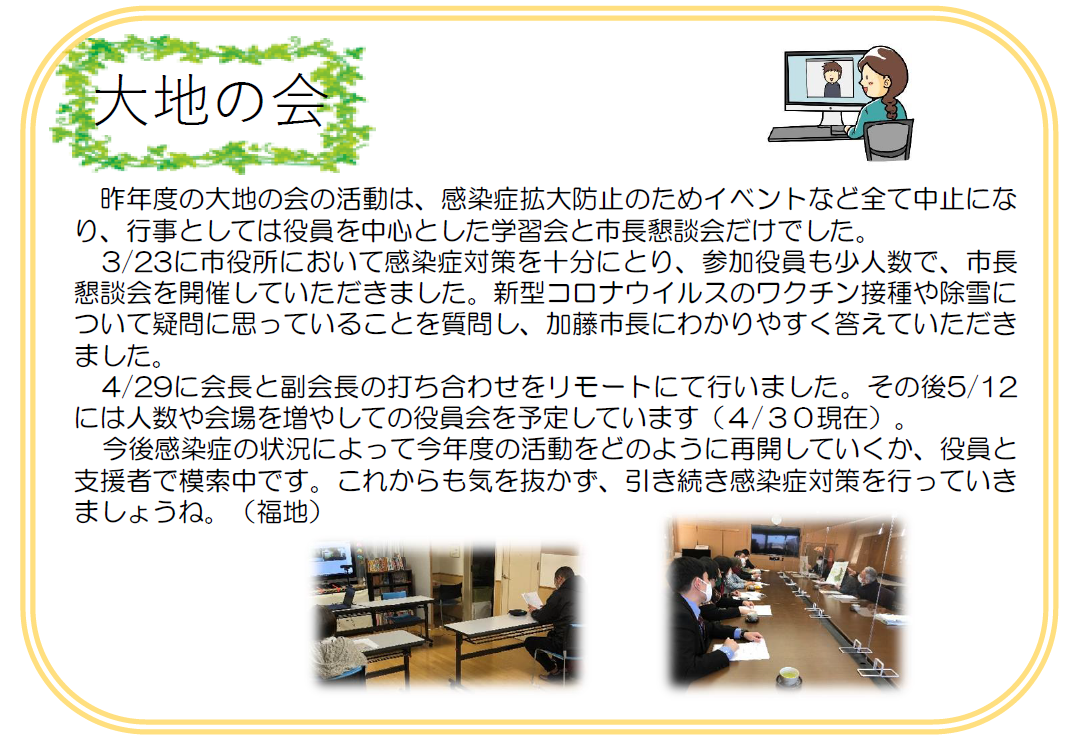 大地の会
昨年度の大地の会の活動は、感染症拡大防止のためイベントなど全て中止にな
り、行事としては役員を中心とした学習会と市長懇談会だけでした。
3/23に市役所において感染症対策を十分にとり、参加役員も少人数で、市長
懇談会を開催していただきました。新型コロナウイルスのワクチン接種や除雪に
ついて疑問に思っていることを質問し、加藤市長にわかりやすく答えていただき
ました。
4/29に会長と副会長の打ち合わせをリモートにて行いました。その後5/12
には人数や会場を増やしての役員会を予定しています（４/３０現在）。
今後感染症の状況によって今年度の活動をどのように再開していくか、役員と
支援者で模索中です。これからも気を抜かず、引き続き感染症対策を行っていき
ましょうね。（福地）